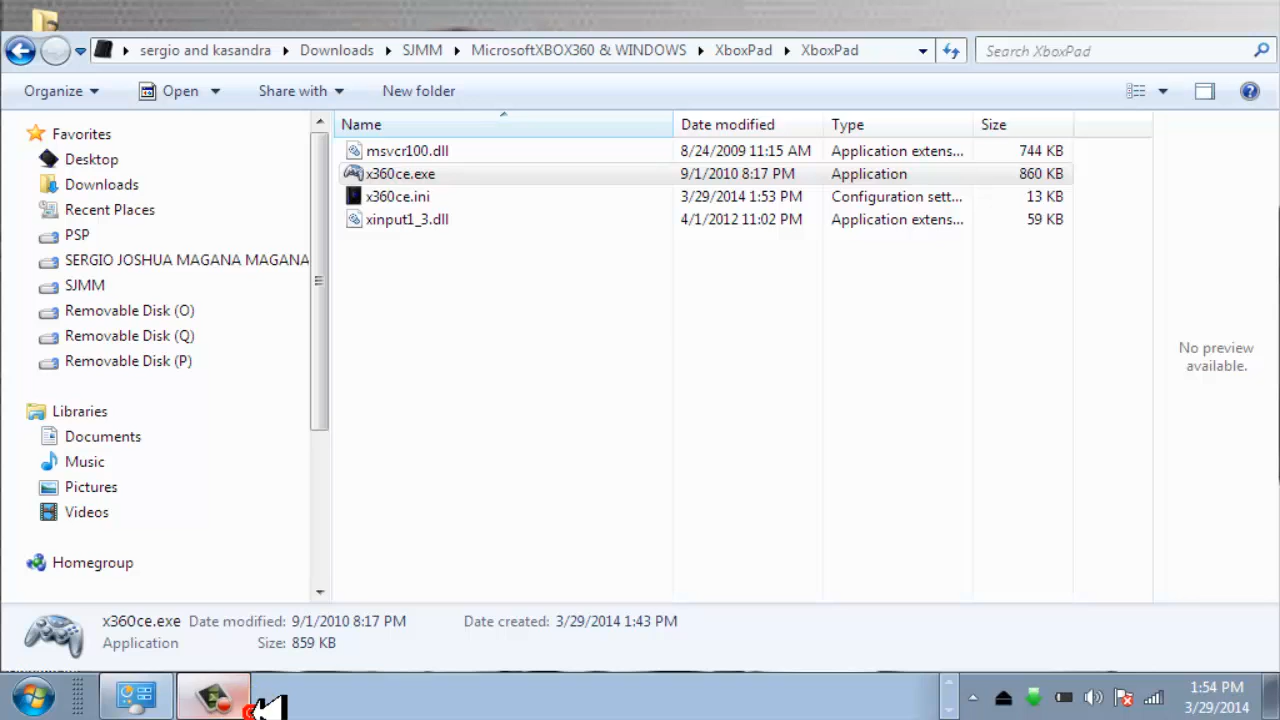 sergio and kasandra Downloads SJMM MicrosoftXBOX360 & WINDOWS XboxPad XboxPad Search XboxPad
Organize Open Share with New folder
Name Date modified Type Size
msvcr100.dll 8/24/2009 11:15 AM Application extens... 744 KB
x360ce.exe 9/1/2010 8:17 PM Application 860 KB
x360ce.ini 3/29/2014 1:53 PM Configuration sett... 13 KB
xinput1_3.dll 4/1/2012 11:02 PM Application extens... 59 KB
Favorites
Desktop
Downloads
Recent Places
PSP
SERGIO JOSHUA MAGANA MAGANA
SJMM
Removable Disk (O)
Removable Disk (Q)
Removable Disk (P)
Libraries
Documents
Music
Pictures
Videos
Homegroup
No preview
available.
x360ce.exe Date modified: 9/1/2010 8:17 PM Date created: 3/29/2014 1:43 PM
Application Size: 859 KB
1:54 PM
3/29/2014